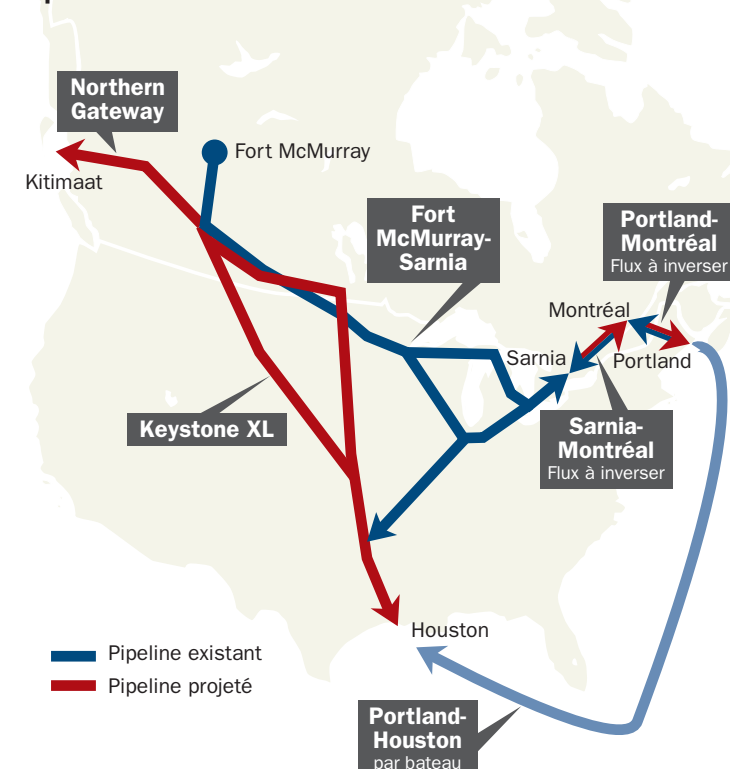 Northern
Gateway
Fort McMurray
Kitimaat
Fort
McMurray-
Sarnia
Portland-
Montréal
Flux à inverser
Montréal
Sarnia
Portland
Keystone XL
Sarnia-
Montréal
Flux à inverser
Houston
Pipeline existant
Pipeline projeté
Portland-
Houston
par bateau